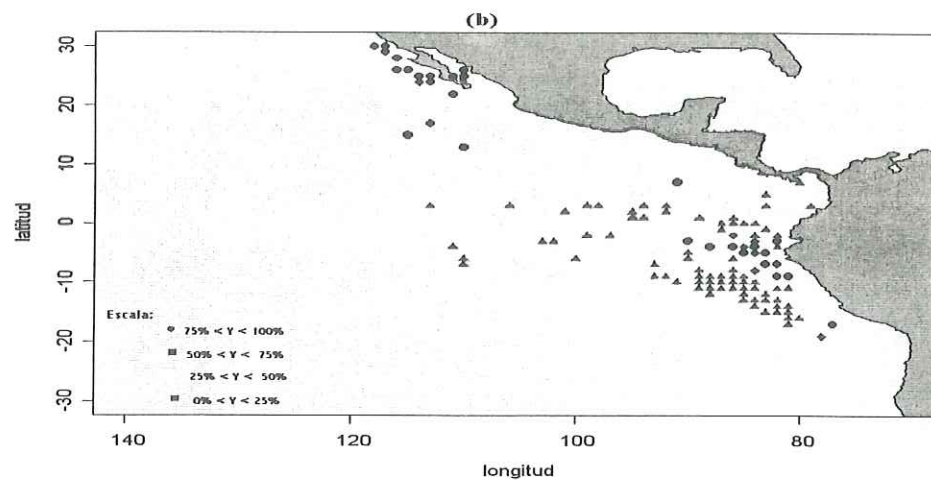 (b)
30
20
10
0
-10
-20
-30
latitud
Escala:
75% < Y < 100%
50% < Y < 75%
25% < Y < 50%
0% < Y < 25%
140
120
100
80
longitud